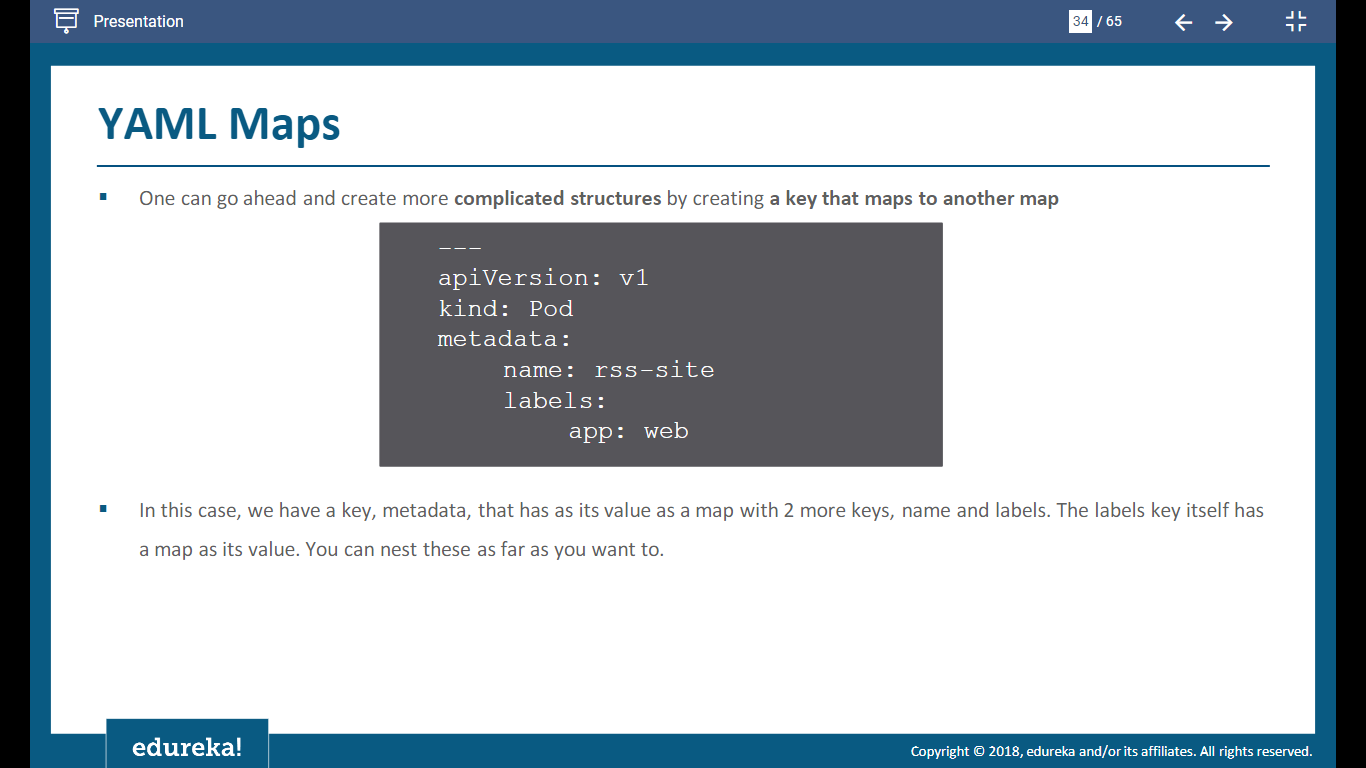 Presentation
34 / 65
YAML Maps
▪ One can go ahead and create more complicated structures by creating a key that maps to another map
---
apiVersion: v1
kind: Pod
metadata:
    name: rss-site
    labels:
        app: web
▪ In this case, we have a key, metadata, that has as its value as a map with 2 more keys, name and labels. The labels key itself has
a map as its value. You can nest these as far as you want to.
edureka!
Copyright © 2018, edureka and/or its affiliates. All rights reserved.